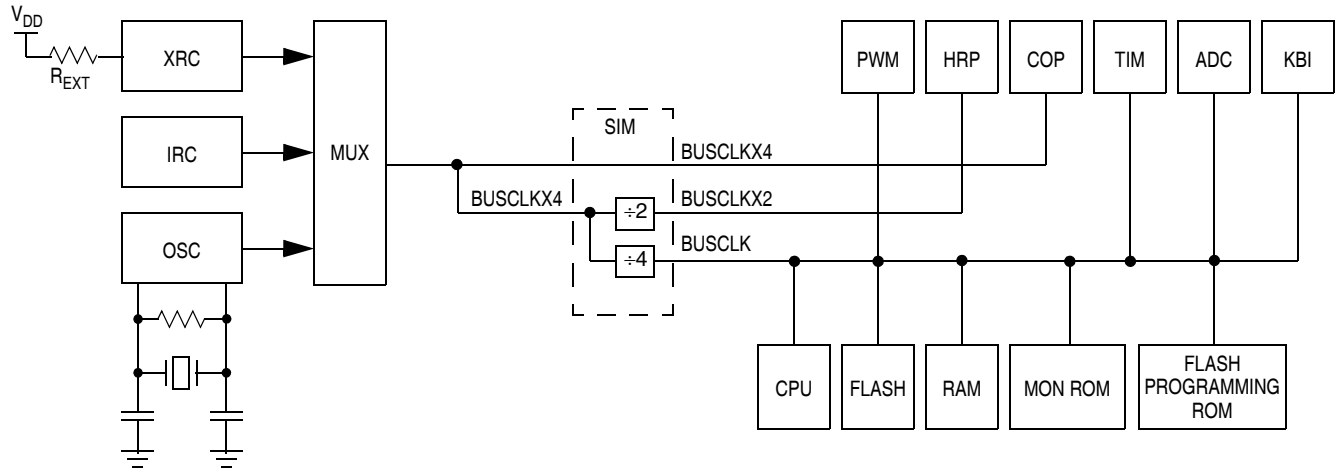 VDD
REXT
XRC
IRC
OSC
MUX
SIM
BUSCLKX4
BUSCLKX4
BUSCLKX2
÷2
BUSCLK
÷4
PWM
HRP
COP
TIM
ADC
KBI
CPU
FLASH
RAM
MON ROM
FLASH
PROGRAMMING
ROM